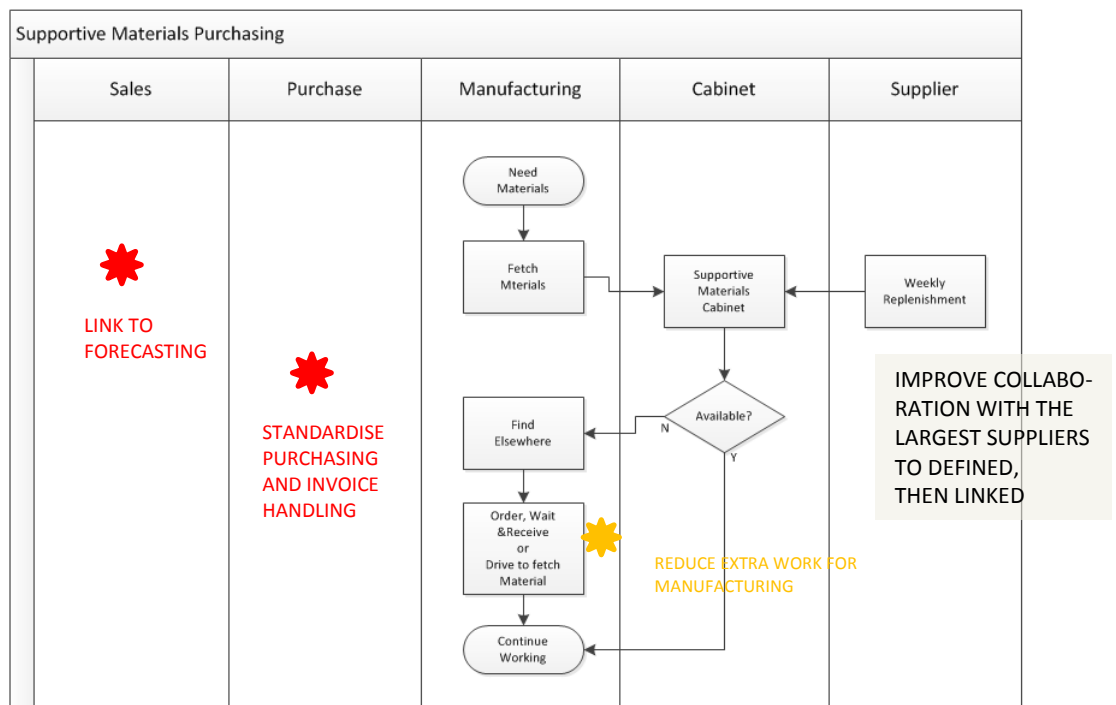 Supportive Materials Purchasing
Sales
Purchase
Manufacturing
Cabinet
Supplier
Need
Materials
Fetch
Mterials
Supportive
Materials
Cabinet
Weekly
Replenishment
LINK TO
FORECASTING
STANDARDISE
PURCHASING
AND INVOICE
HANDLING
Available?
N
Y
Find
Elsewhere
IMPROVE COLLABO-
RATION WITH THE
LARGEST SUPPLIERS
TO DEFINED,
THEN LINKED
Order, Wait
&Receive
or
Drive to fetch
Material
REDUCE EXTRA WORK FOR
MANUFACTURING
Continue
Working